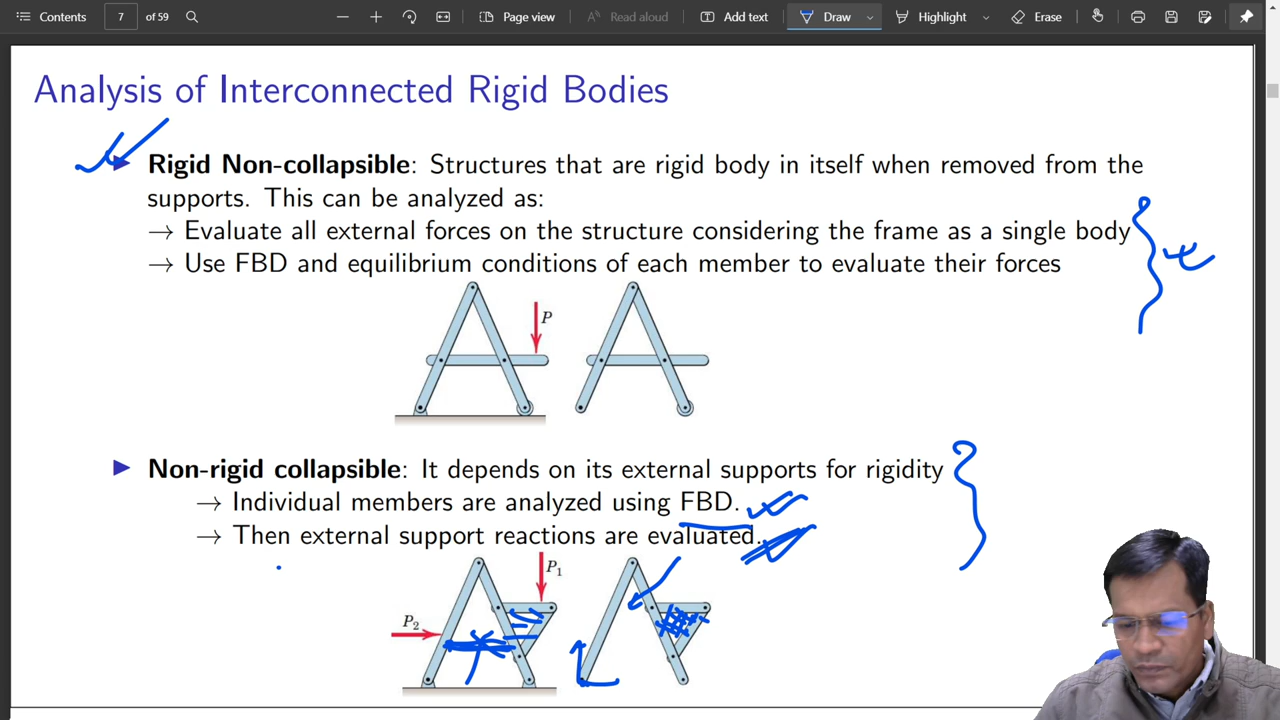 Contents
7
of 59
Page view
Read aloud
Add text
Draw
Highlight
Erase
Analysis of Interconnected Rigid Bodies
Rigid Non-collapsible: Structures that are rigid body in itself when removed from the
supports. This can be analyzed as:
→ Evaluate all external forces on the structure considering the frame as a single body
→ Use FBD and equilibrium conditions of each member to evaluate their forces
P
Non-rigid collapsible: It depends on its external supports for rigidity
→ Individual members are analyzed using FBD.
→ Then external support reactions are evaluated.
P₁
P₂